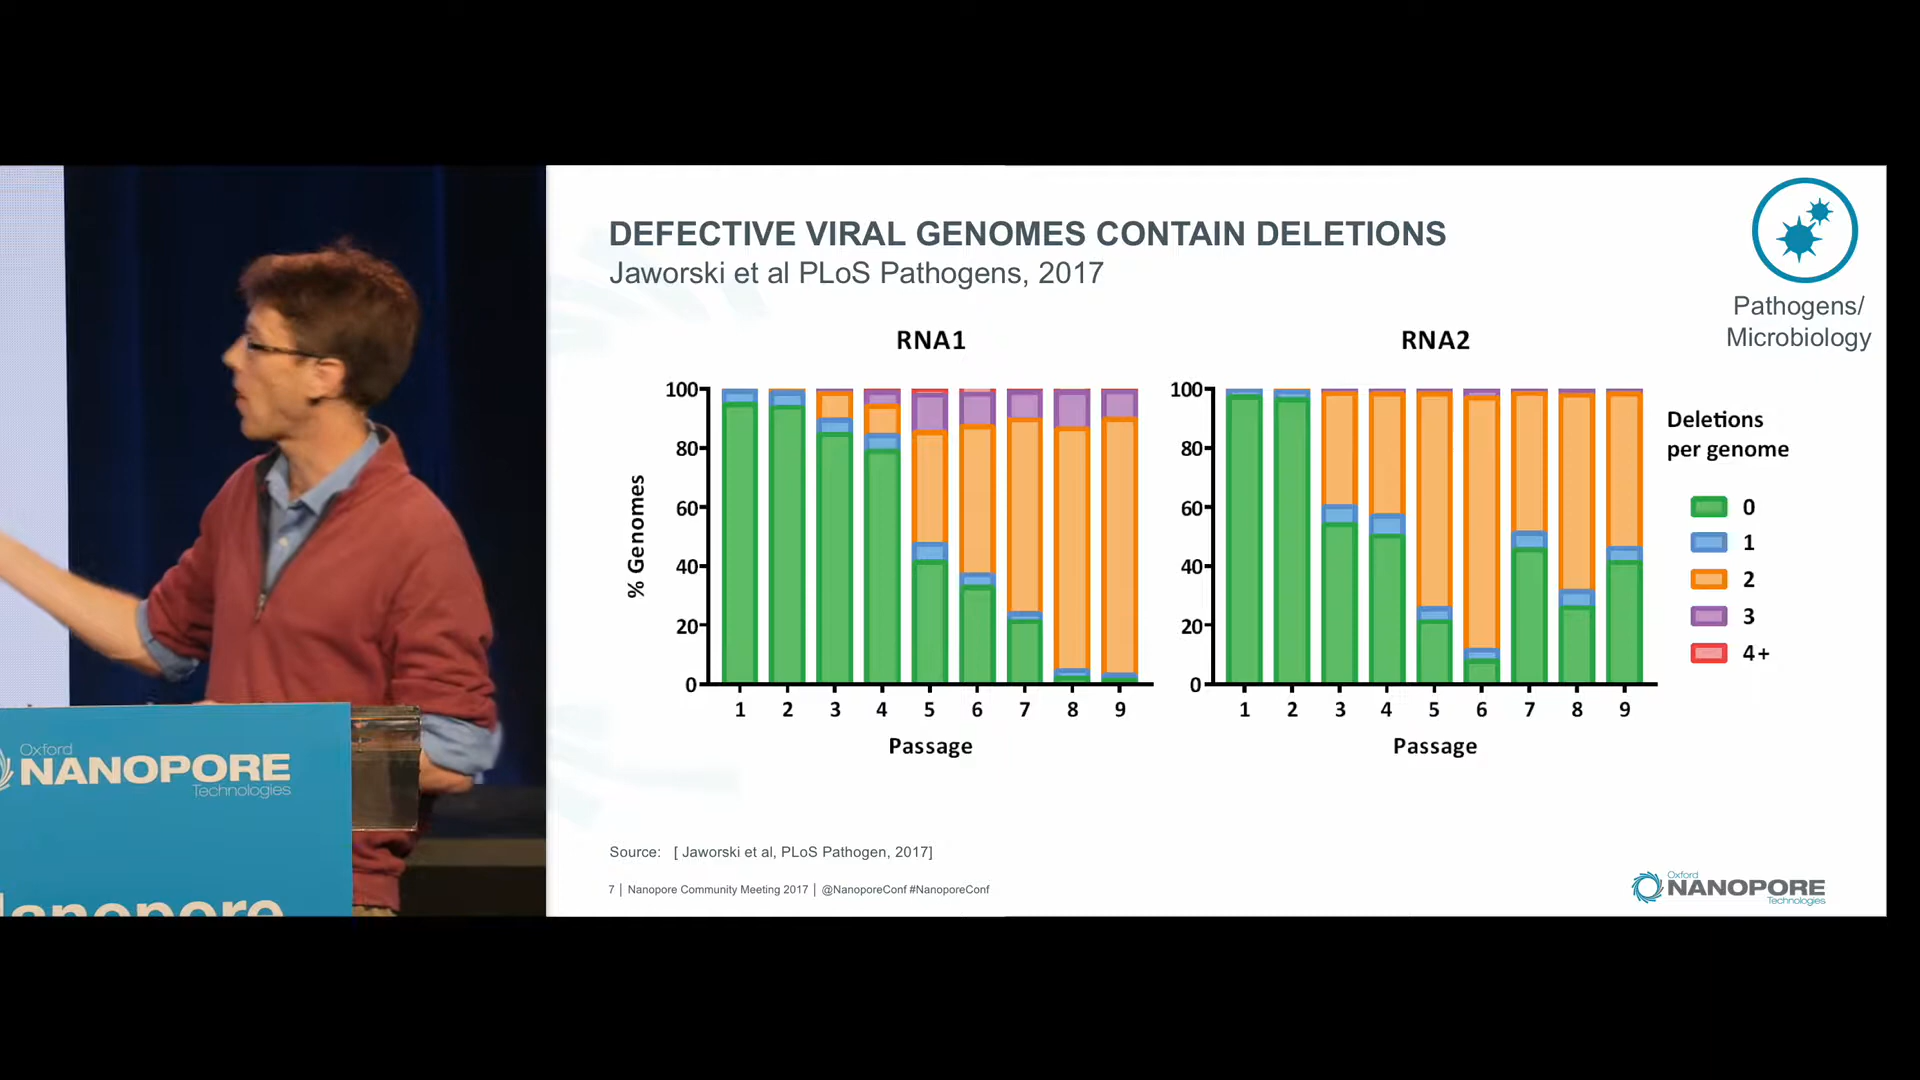 DEFECTIVE VIRAL GENOMES CONTAIN DELETIONS
Jaworski et al PLoS Pathogens, 2017
Pathogens/
Microbiology
RNA1
100
80
60
40
20
0
% Genomes
1 2 3 4 5 6 7 8 9
Passage
RNA2
100
80
60
40
20
0
1 2 3 4 5 6 7 8 9
Passage
Deletions
per genome
0
1
2
3
4+
Source: [ Jaworski et al, PLoS Pathogen, 2017]
7 | Nanopore Community Meeting 2017 | @NanoporeConf #NanoporeConf
Oxford
NANOPORE
Technologies
Oxford
NANOPORE
Technologies